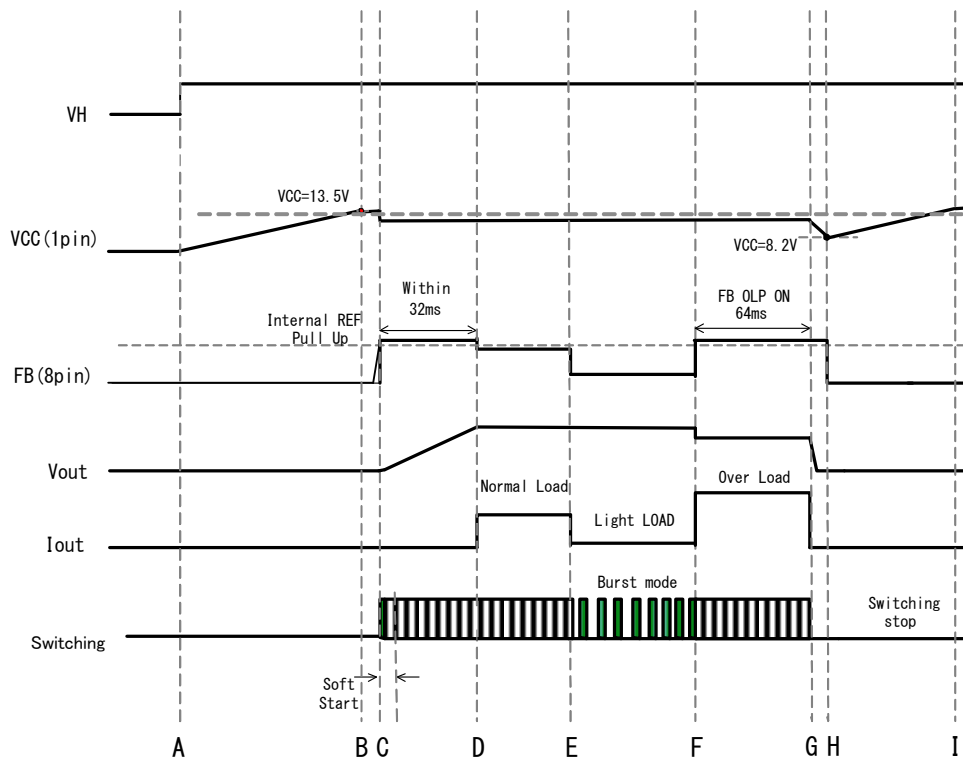 VH
VCC=13.5V
VCC(1pin)
VCC=8.2V
Within
32ms
FB OLP ON
64ms
Internal REF
Pull Up
FB(8pin)
Vout
Normal Load
Over Load
Light LOAD
Iout
Burst mode
Switching
stop
Switching
Soft
Start
A B C D E F G H I